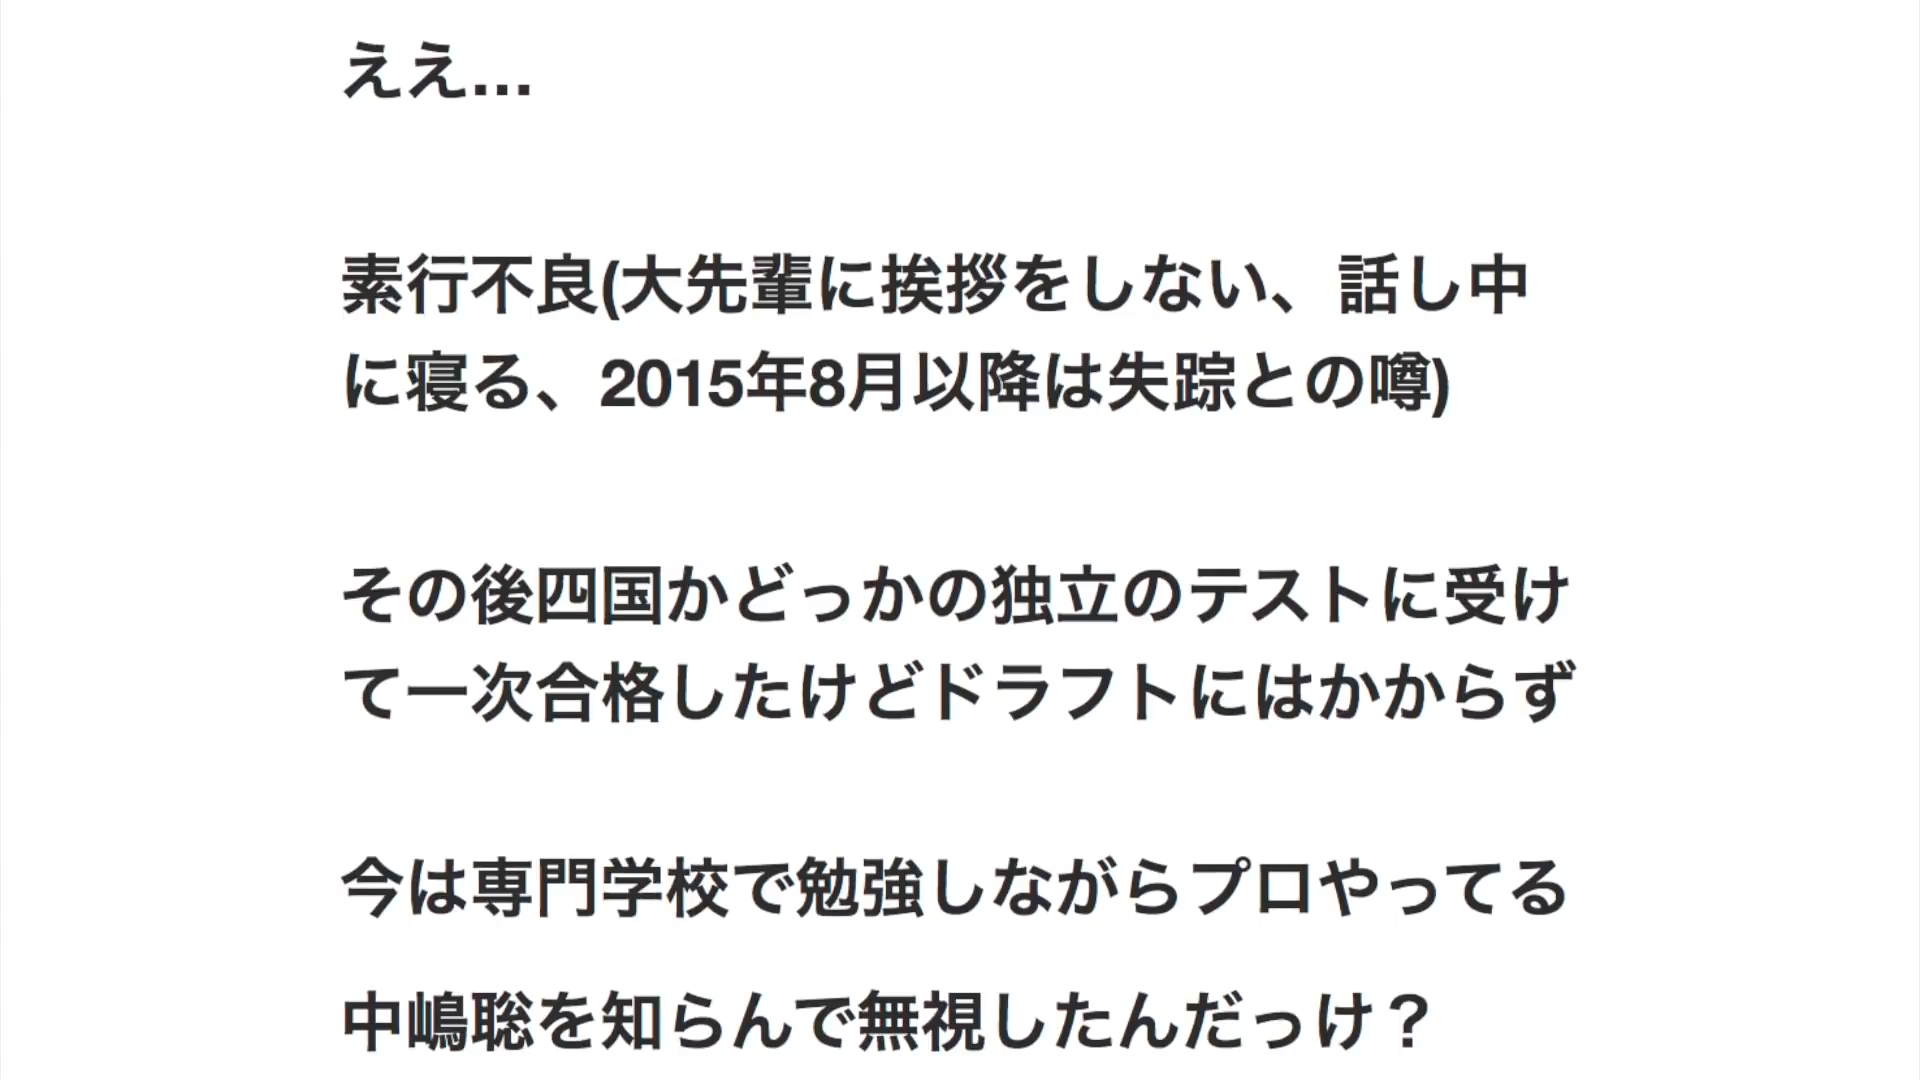 ええ…
素行不良(大先輩に挨拶をしない、話し中
に寝る、2015年8月以降は失踪との噂)
その後四国かどっかの独立のテストに受け
て一次合格したけどドラフトにはかからず
今は専門学校で勉強しながらプロやってる
中嶋聡を知らんで無視したんだっけ？